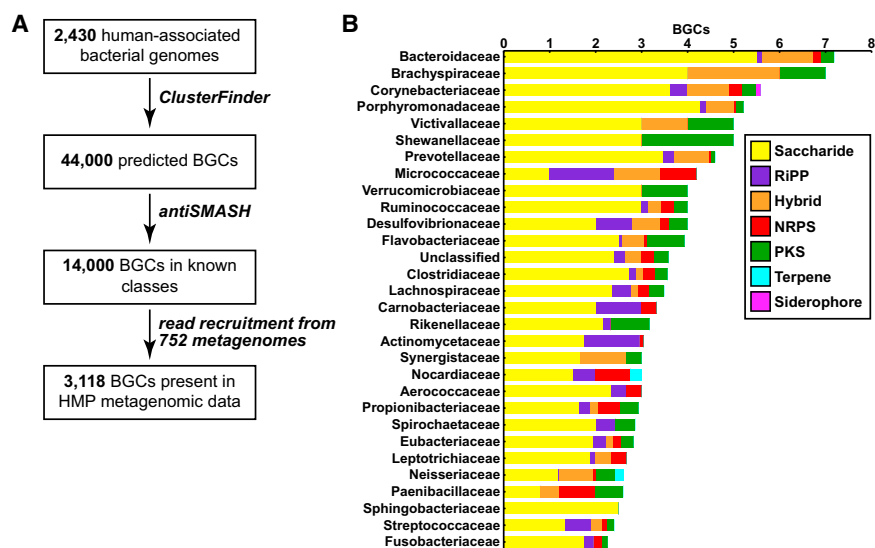 A
2,430 human-associated
bacterial genomes
ClusterFinder
44,000 predicted BGCs
antiSMASH
14,000 BGCs in known
classes
read recruitment from
752 metagenomes
3,118 BGCs present in
HMP metagenomic data
B
BGCs
0 1 2 3 4 5 6 7 8
Bacteroidaceae
Brachyspiraceae
Corynebacteriaceae
Porphyromonadaceae
Victivallaceae
Shewanellaceae
Prevotellaceae
Micrococcaceae
Verrucomicrobiaceae
Ruminococcaceae
Desulfovibrionaceae
Flavobacteriaceae
Unclassified
Clostridiaceae
Lachnospiraceae
Carnobacteriaceae
Rikenellaceae
Actinomycetaceae
Synergistaceae
Nocardiaceae
Aerococcaceae
Propionibacteriaceae
Spirochaetaceae
Eubacteriaceae
Leptotrichiaceae
Neisseriaceae
Paenibacillaceae
Sphingobacteriaceae
Streptococcaceae
Fusobacteriaceae
Saccharide
RiPP
Hybrid
NRPS
PKS
Terpene
Siderophore